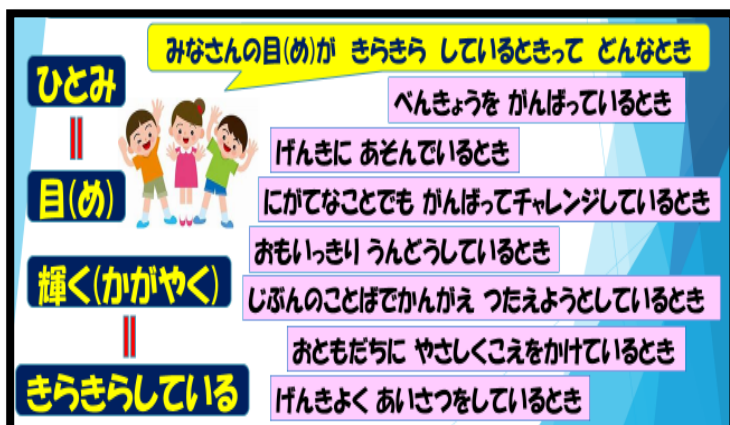 みなさんの目(め)が きらきら しているときって どんなとき
ひとみ
||
目(め)
輝く(かがやく)
||
きらきらしている
べんきょうを がんばっているとき
げんきに あそんでいるとき
にがてなことでも がんばってチャレンジしているとき
おもいっきり うんどうしているとき
じぶんのことばでかんがえ つたえようとしているとき
おともだちに やさしくこえをかけているとき
げんきよく あいさつをしているとき